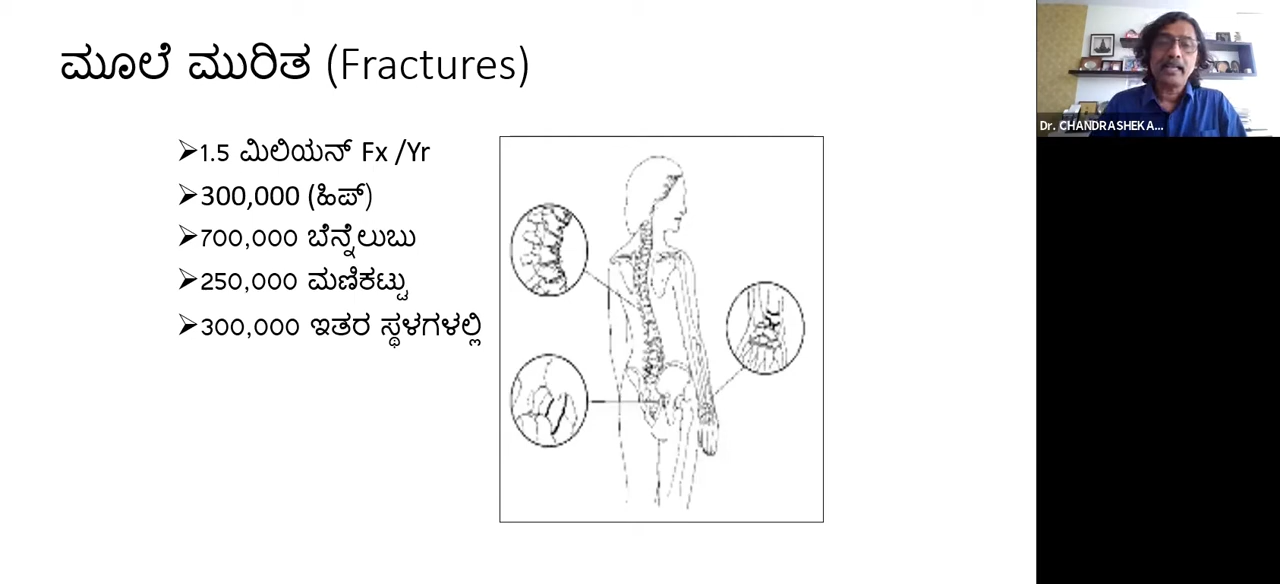 ಮೂಲೆ ಮುರಿತ (Fractures)
➢1.5 ಮಿಲಿಯನ್ Fx /Yr
➢300,000 (ಹಿಪ್)
➢700,000 ಬೆನ್ನೆಲುಬು
➢250,000 ಮಣಿಕಟ್ಟು
➢300,000 ಇತರ ಸ್ಥಳಗಳಲ್ಲಿ
Dr. CHANDRASHEKA...